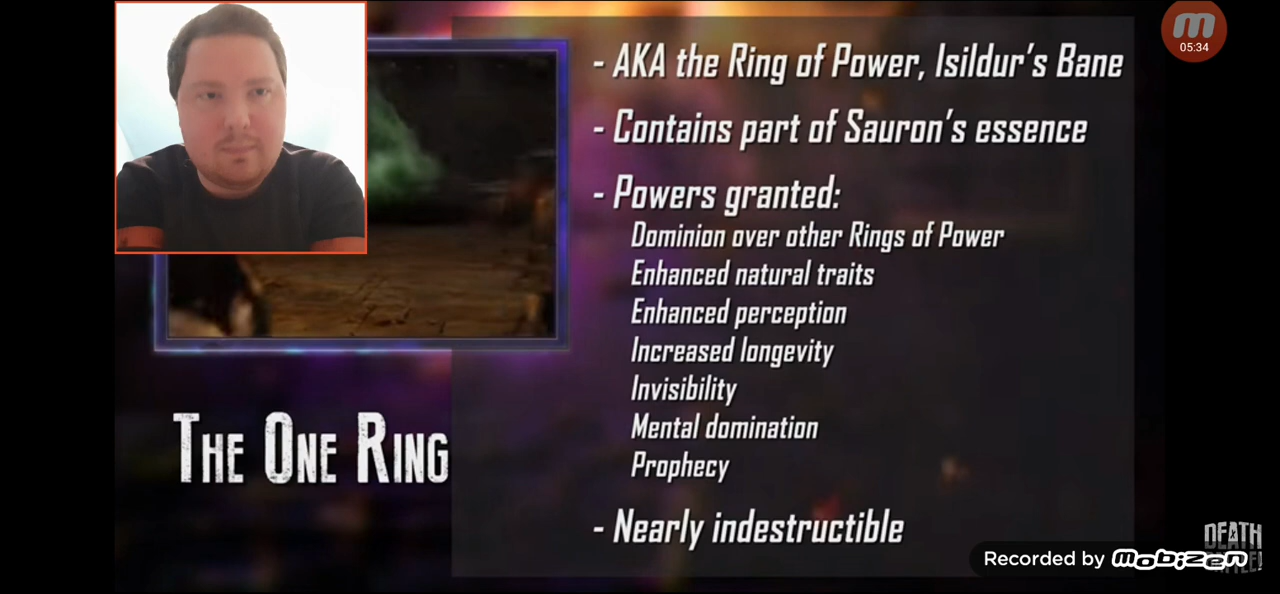 - AKA the Ring of Power, Isildur's Bane
- Contains part of Sauron's essence
- Powers granted:
Dominion over other Rings of Power
Enhanced natural traits
Enhanced perception
Increased longevity
Invisibility
Mental domination
Prophecy
- Nearly indestructible
THE ONE RING
05:34
DEATH
Recorded by mobizen